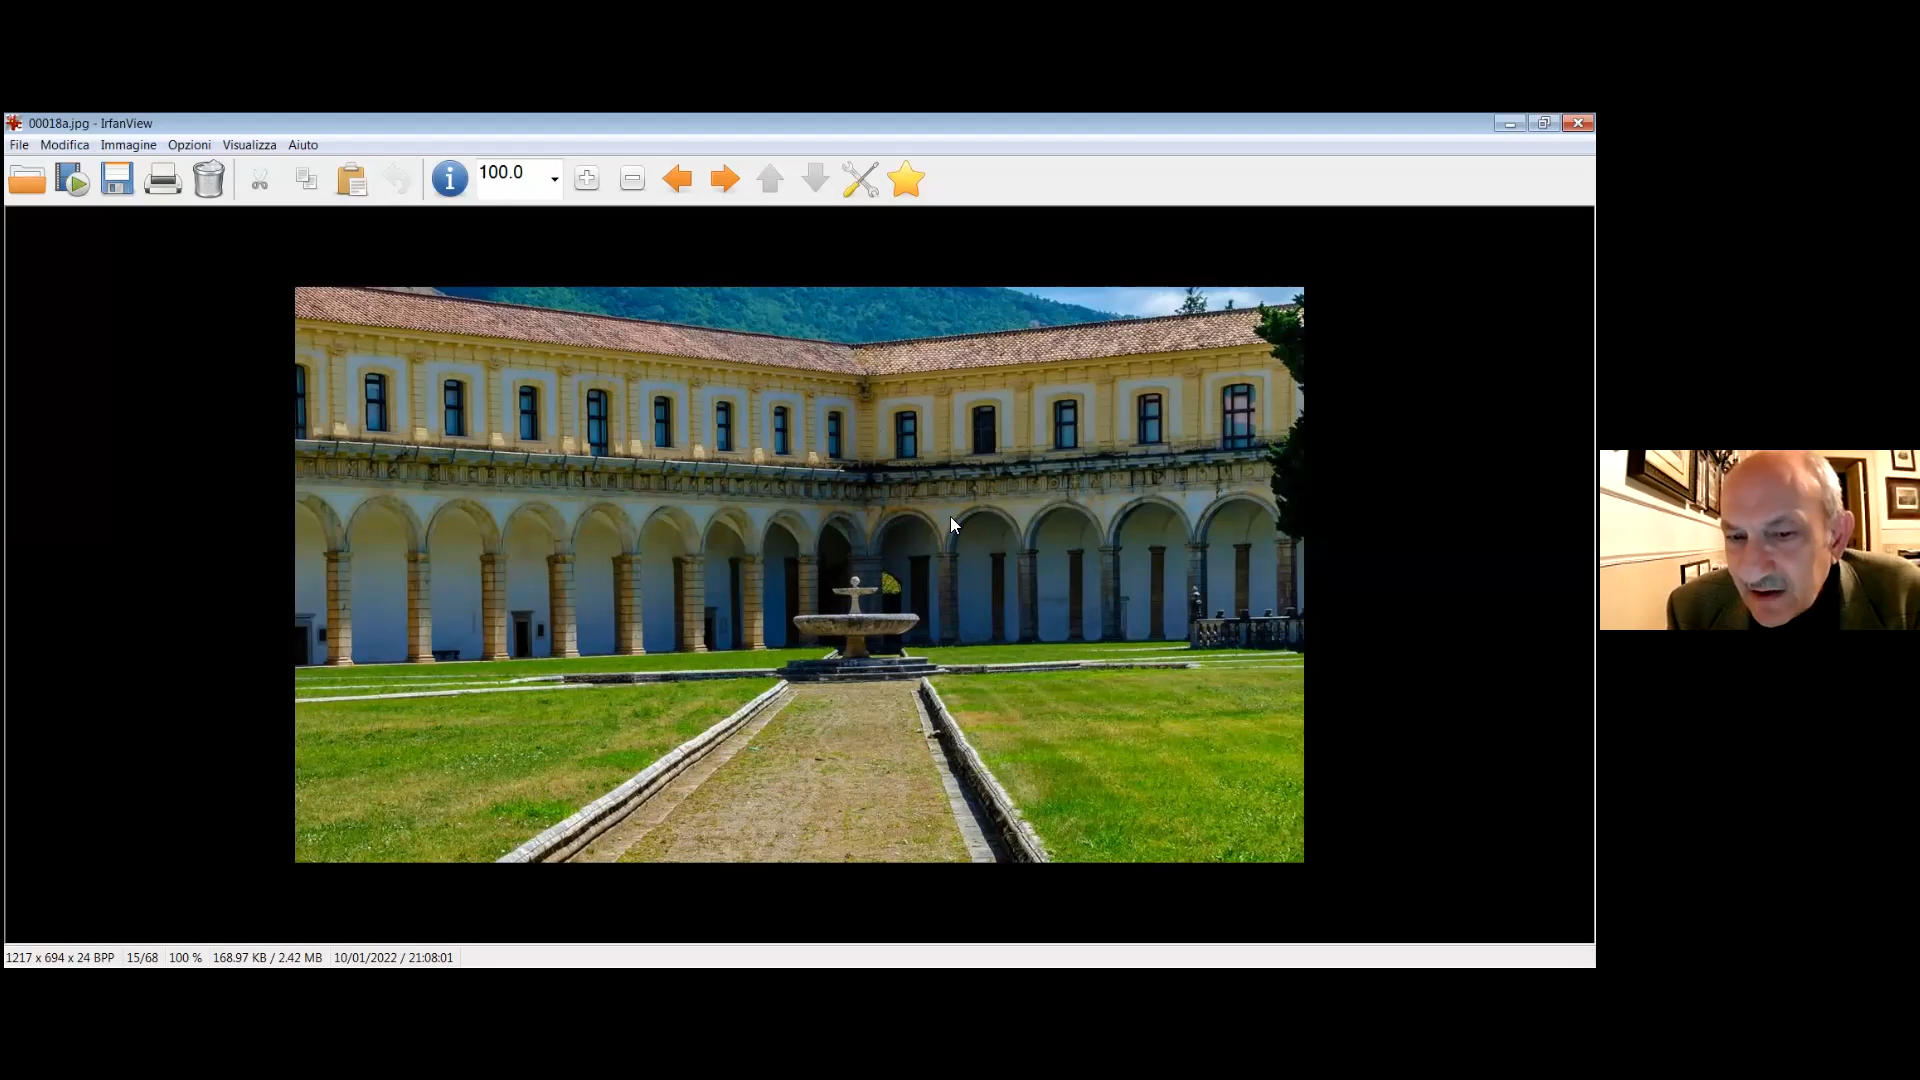 00018a.jpg - IrfanView
File Modifica Immagine Opzioni Visualizza Aiuto
100.0
1217 x 694 x 24 BPP 15/68 100 % 168.97 KB / 2.42 MB 10/01/2022 / 21:08:01